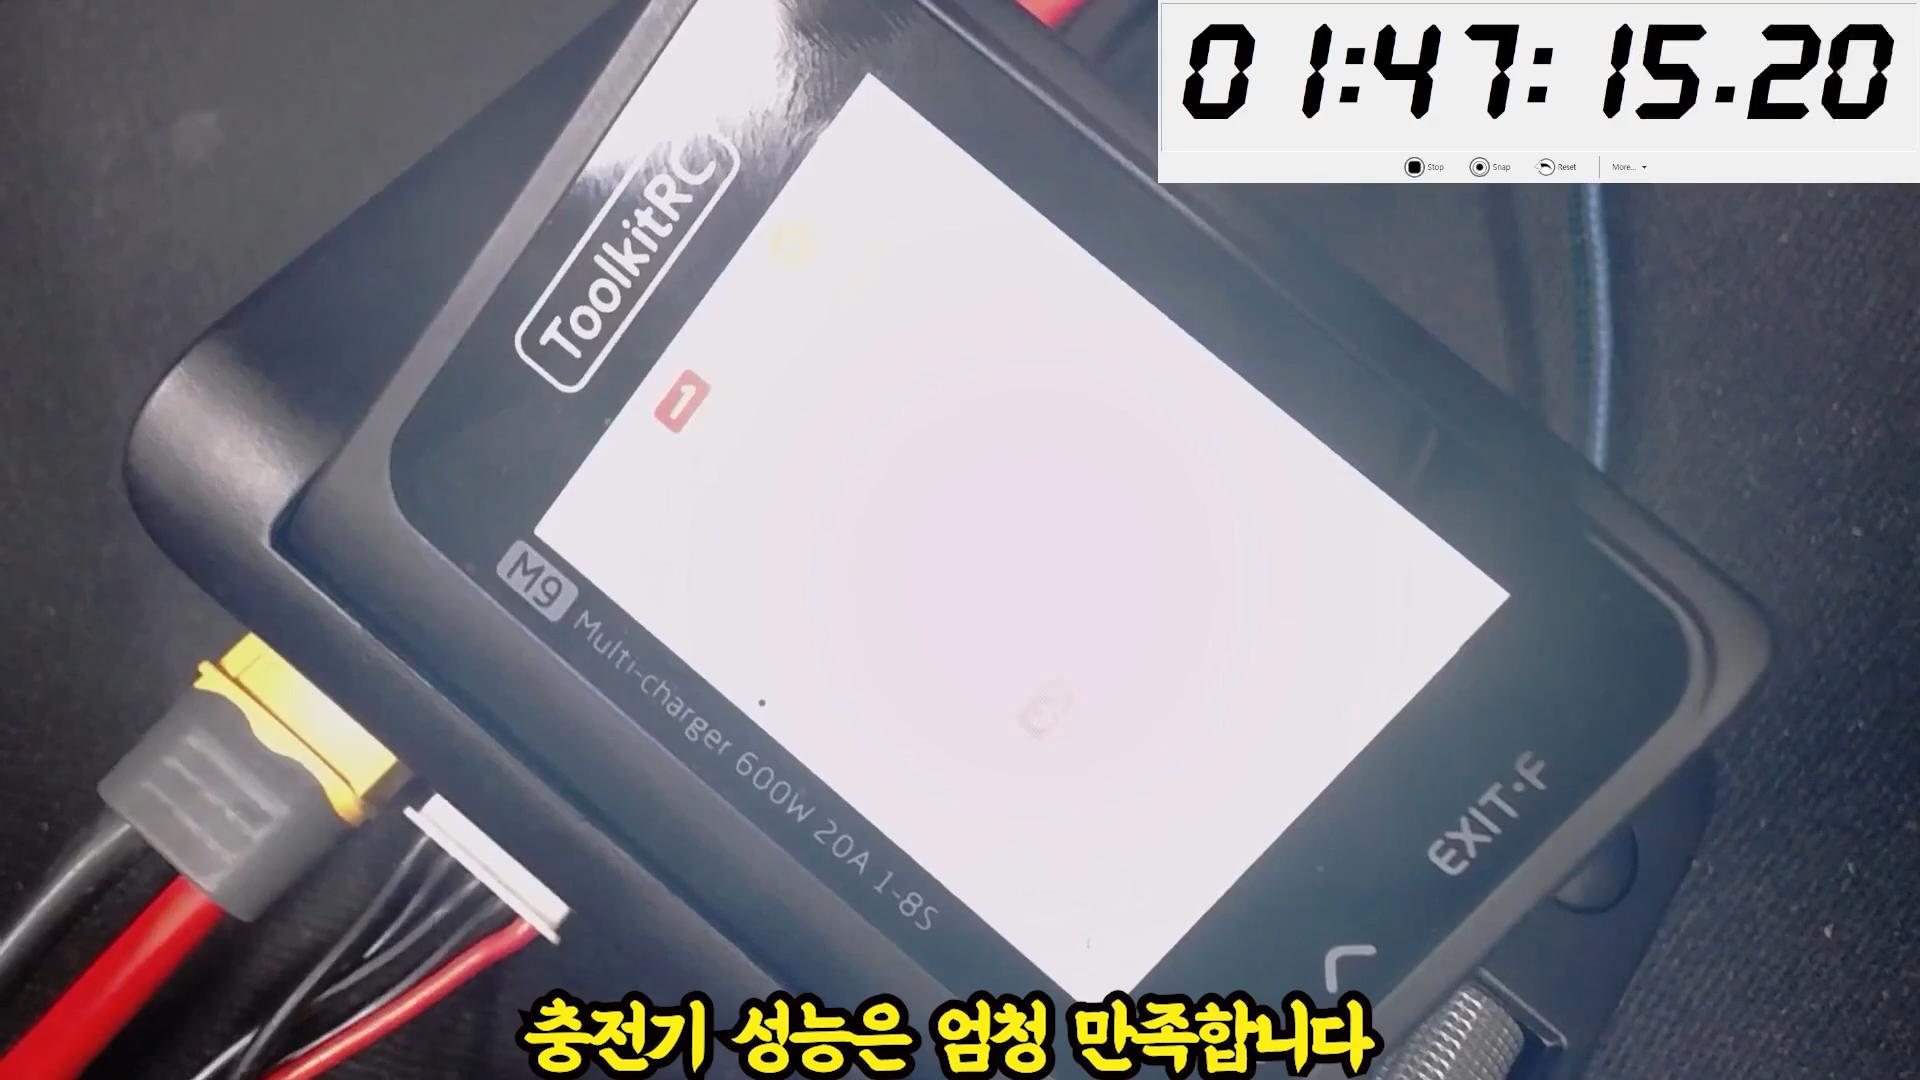 01:47:15.20
Stop Snap Reset More...
ToolkitRC
1
M9 Multi-charger 600W 20A 1-8S
EXIT·F
충전기 성능은 엄청 만족합니다